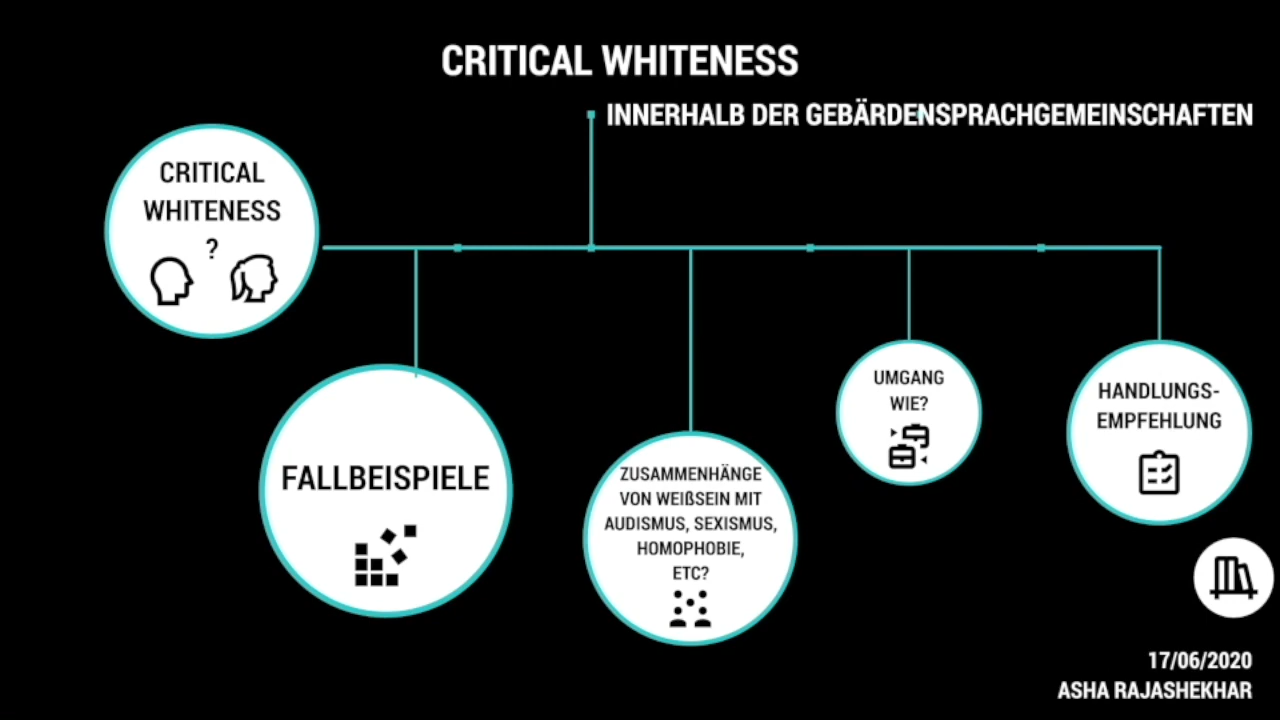 CRITICAL WHITENESS
INNERHALB DER GEBÄRDENSPRACHGEMEINSCHAFTEN
CRITICAL
WHITENESS
?
FALLBEISPIELE
ZUSAMMENHÄNGE
VON WEIßSEIN MIT
AUDISMUS, SEXISMUS,
HOMOPHOBIE,
ETC?
UMGANG
WIE?
HANDLUNGS-
EMPFEHLUNG
17/06/2020
ASHA RAJASHEKHAR